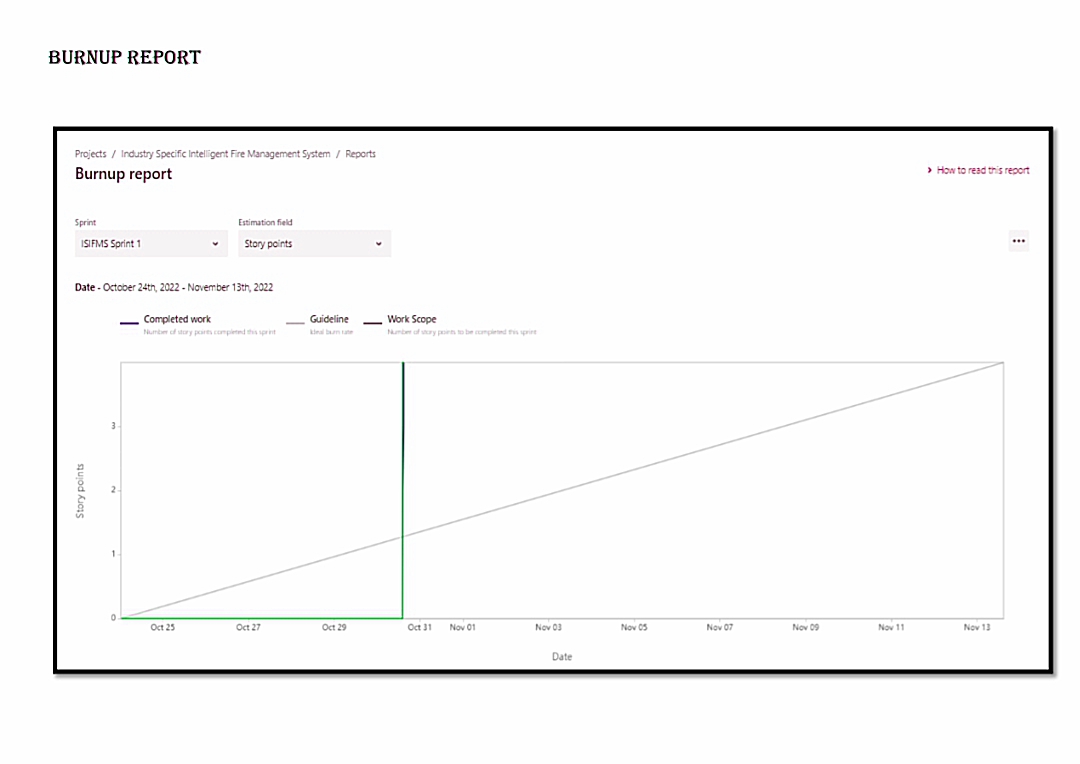 BURNUP REPORT
Projects / Industry Specific Intelligent Fire Management System / Reports
Burnup report
How to read this report
Sprint Estimation field
ISIFMS Sprint 1 Story points
Date - October 24th, 2022 - November 13th, 2022
Completed work Guideline Work Scope
Number of story points completed this sprint Ideal burn rate Number of story points to be completed this sprint
3
2
1
0
Story points
Oct 25 Oct 27 Oct 29 Oct 31 Nov 01 Nov 03 Nov 05 Nov 07 Nov 09 Nov 11 Nov 13
Date